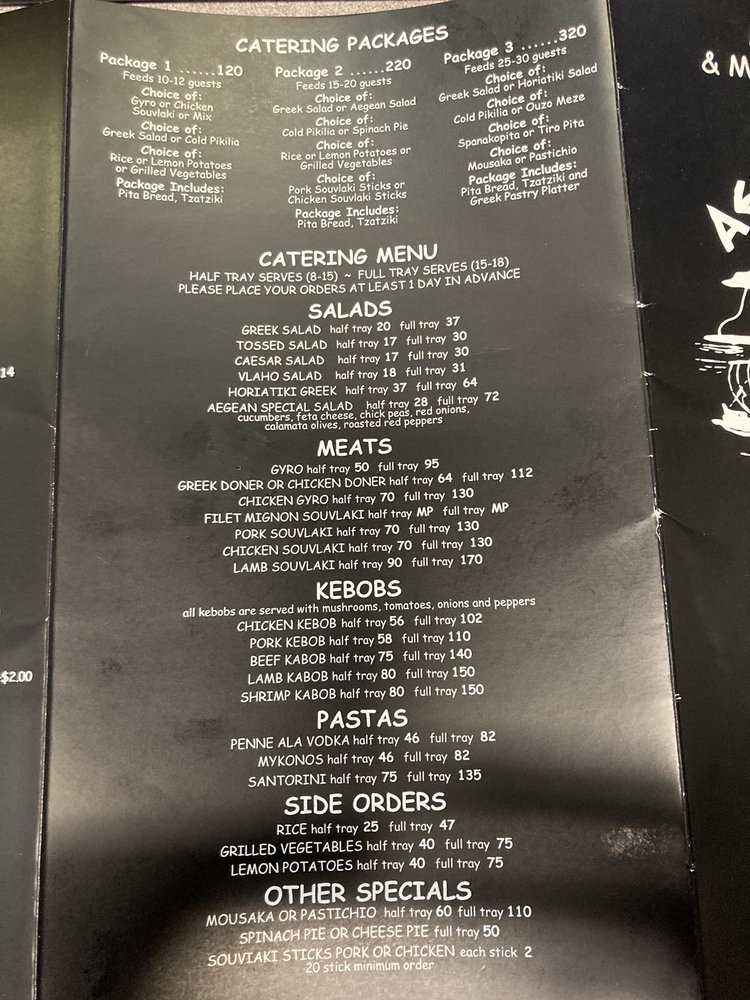 CATERING PACKAGES
Package 1 ......120
Feeds 10-12 guests
Choice of:
Gyro or Chicken
Souvlaki or Mix
Choice of:
Greek Salad or Cold Pikilia
Choice of:
Rice or Lemon Potatoes
or Grilled Vegetables
Package Includes:
Pita Bread, Tzatziki
Package 2 ......220
Feeds 15-20 guests
Choice of:
Greek Salad or Aegean Salad
Choice of:
Cold Pikilia or Spinach Pie
Choice of:
Rice or Lemon Potatoes or
Grilled Vegetables
Choice of:
Pork Souvlaki Sticks or
Chicken Souvlaki Sticks
Package Includes:
Pita Bread, Tzatziki
Package 3 ......320
Feeds 25-30 guests
Choice of:
Greek Salad or Horiatiki Salad
Choice of:
Cold Pikilia or Ouzo Meze
Choice of:
Spanakopita or Tiro Pita
Choice of:
Mousaka or Pastichio
Package Includes:
Pita Bread, Tzatziki and
Greek Pastry Platter
CATERING MENU
HALF TRAY SERVES (8-15) ~ FULL TRAY SERVES (15-18)
PLEASE PLACE YOUR ORDERS AT LEAST 1 DAY IN ADVANCE
SALADS
GREEK SALAD half tray 20 full tray 37
TOSSED SALAD half tray 17 full tray 30
CAESAR SALAD half tray 17 full tray 30
VLAHO SALAD half tray 18 full tray 31
HORIATIKI GREEK half tray 37 full tray 64
AEGEAN SPECIAL SALAD half tray 28 full tray 72
cucumbers, feta cheese, chick peas, red onions,
calamata olives, roasted red peppers
MEATS
GYRO half tray 50 full tray 95
GREEK DONER OR CHICKEN DONER half tray 64 full tray 112
CHICKEN GYRO half tray 70 full tray 130
FILET MIGNON SOUVLAKI half tray MP full tray MP
PORK SOUVLAKI half tray 70 full tray 130
CHICKEN SOUVLAKI half tray 70 full tray 130
LAMB SOUVLAKI half tray 90 full tray 170
KEBOBS
all kebobs are served with mushrooms, tomatoes, onions and peppers
CHICKEN KEBOB half tray 56 full tray 102
PORK KEBOB half tray 58 full tray 110
BEEF KABOB half tray 75 full tray 140
LAMB KABOB half tray 80 full tray 150
SHRIMP KABOB half tray 80 full tray 150
PASTAS
PENNE ALA VODKA half tray 46 full tray 82
MYKONOS half tray 46 full tray 82
SANTORINI half tray 75 full tray 135
SIDE ORDERS
RICE half tray 25 full tray 47
GRILLED VEGETABLES half tray 40 full tray 75
LEMON POTATOES half tray 40 full tray 75
OTHER SPECIALS
MOUSAKA OR PASTICHIO half tray 60 full tray 110
SPINACH PIE OR CHEESE PIE full tray 50
SOUVIAKI STICKS PORK OR CHICKEN each stick 2
20 stick minimum order
14
$2.00
& M